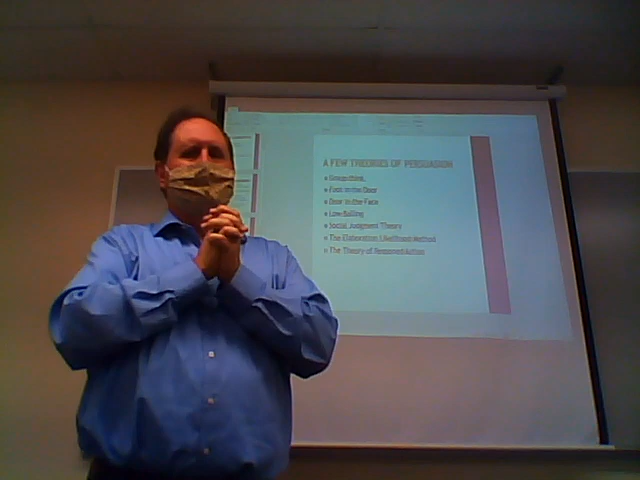 A FEW THEORIES OF PERSUASION
Groupthink
Foot in the Door
Door in the Face
Low-Balling
Social Judgment Theory
The Elaboration Likelihood Method
The Theory of Reasoned Action